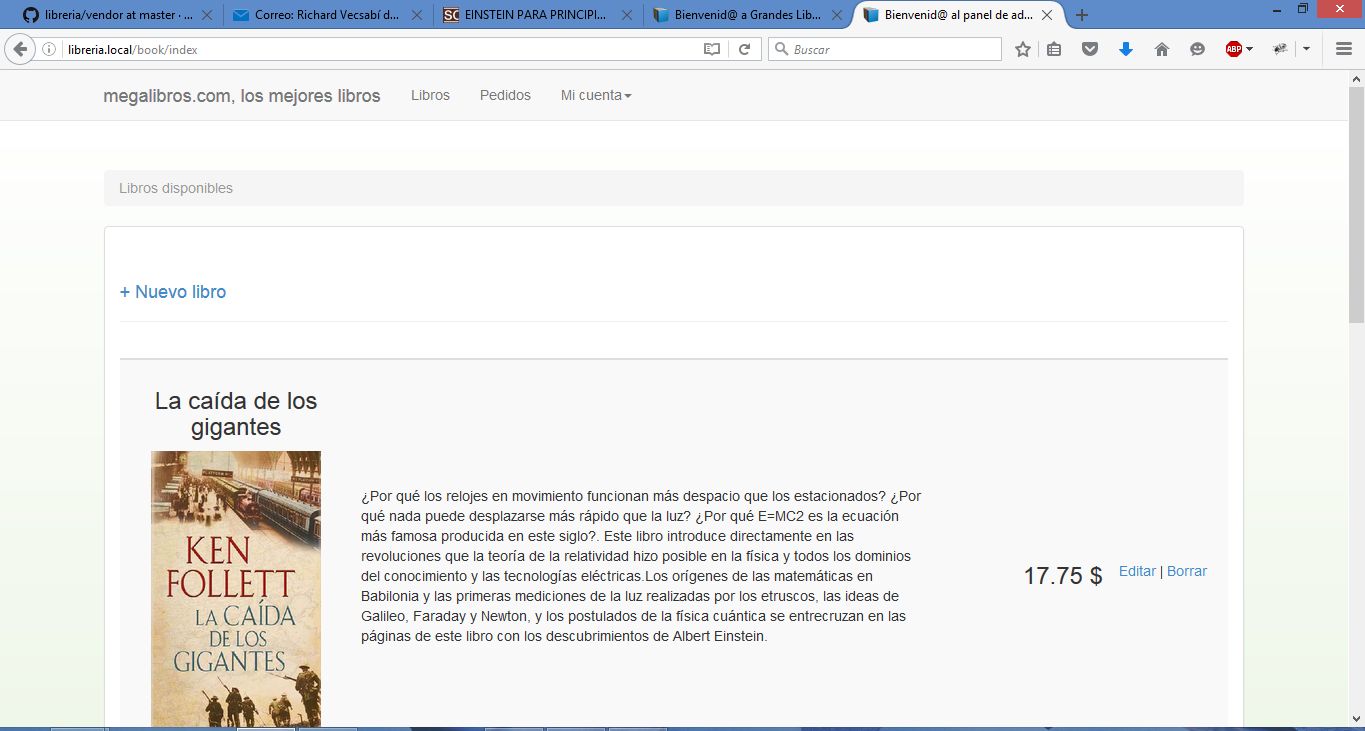 libreria/vendor at master · ...
Correo: Richard Vecsabí d...
EINSTEIN PARA PRINCIPI...
Bienvenid@ a Grandes Lib...
Bienvenid@ al panel de ad...
libreria.local/book/index
Buscar
ABP
megalibros.com, los mejores libros
Libros
Pedidos
Mi cuenta
Libros disponibles
+ Nuevo libro
La caída de los
gigantes
KEN
FOLLETT
LA CAÍDA
DE LOS
GIGANTES
¿Por qué los relojes en movimiento funcionan más despacio que los estacionados? ¿Por
qué nada puede desplazarse más rápido que la luz? ¿Por qué E=MC2 es la ecuación
más famosa producida en este siglo?. Este libro introduce directamente en las
revoluciones que la teoría de la relatividad hizo posible en la física y todos los dominios
del conocimiento y las tecnologías eléctricas.Los orígenes de las matemáticas en
Babilonia y las primeras mediciones de la luz realizadas por los etruscos, las ideas de
Galileo, Faraday y Newton, y los postulados de la física cuántica se entrecruzan en las
páginas de este libro con los descubrimientos de Albert Einstein.
17.75 $
Editar | Borrar